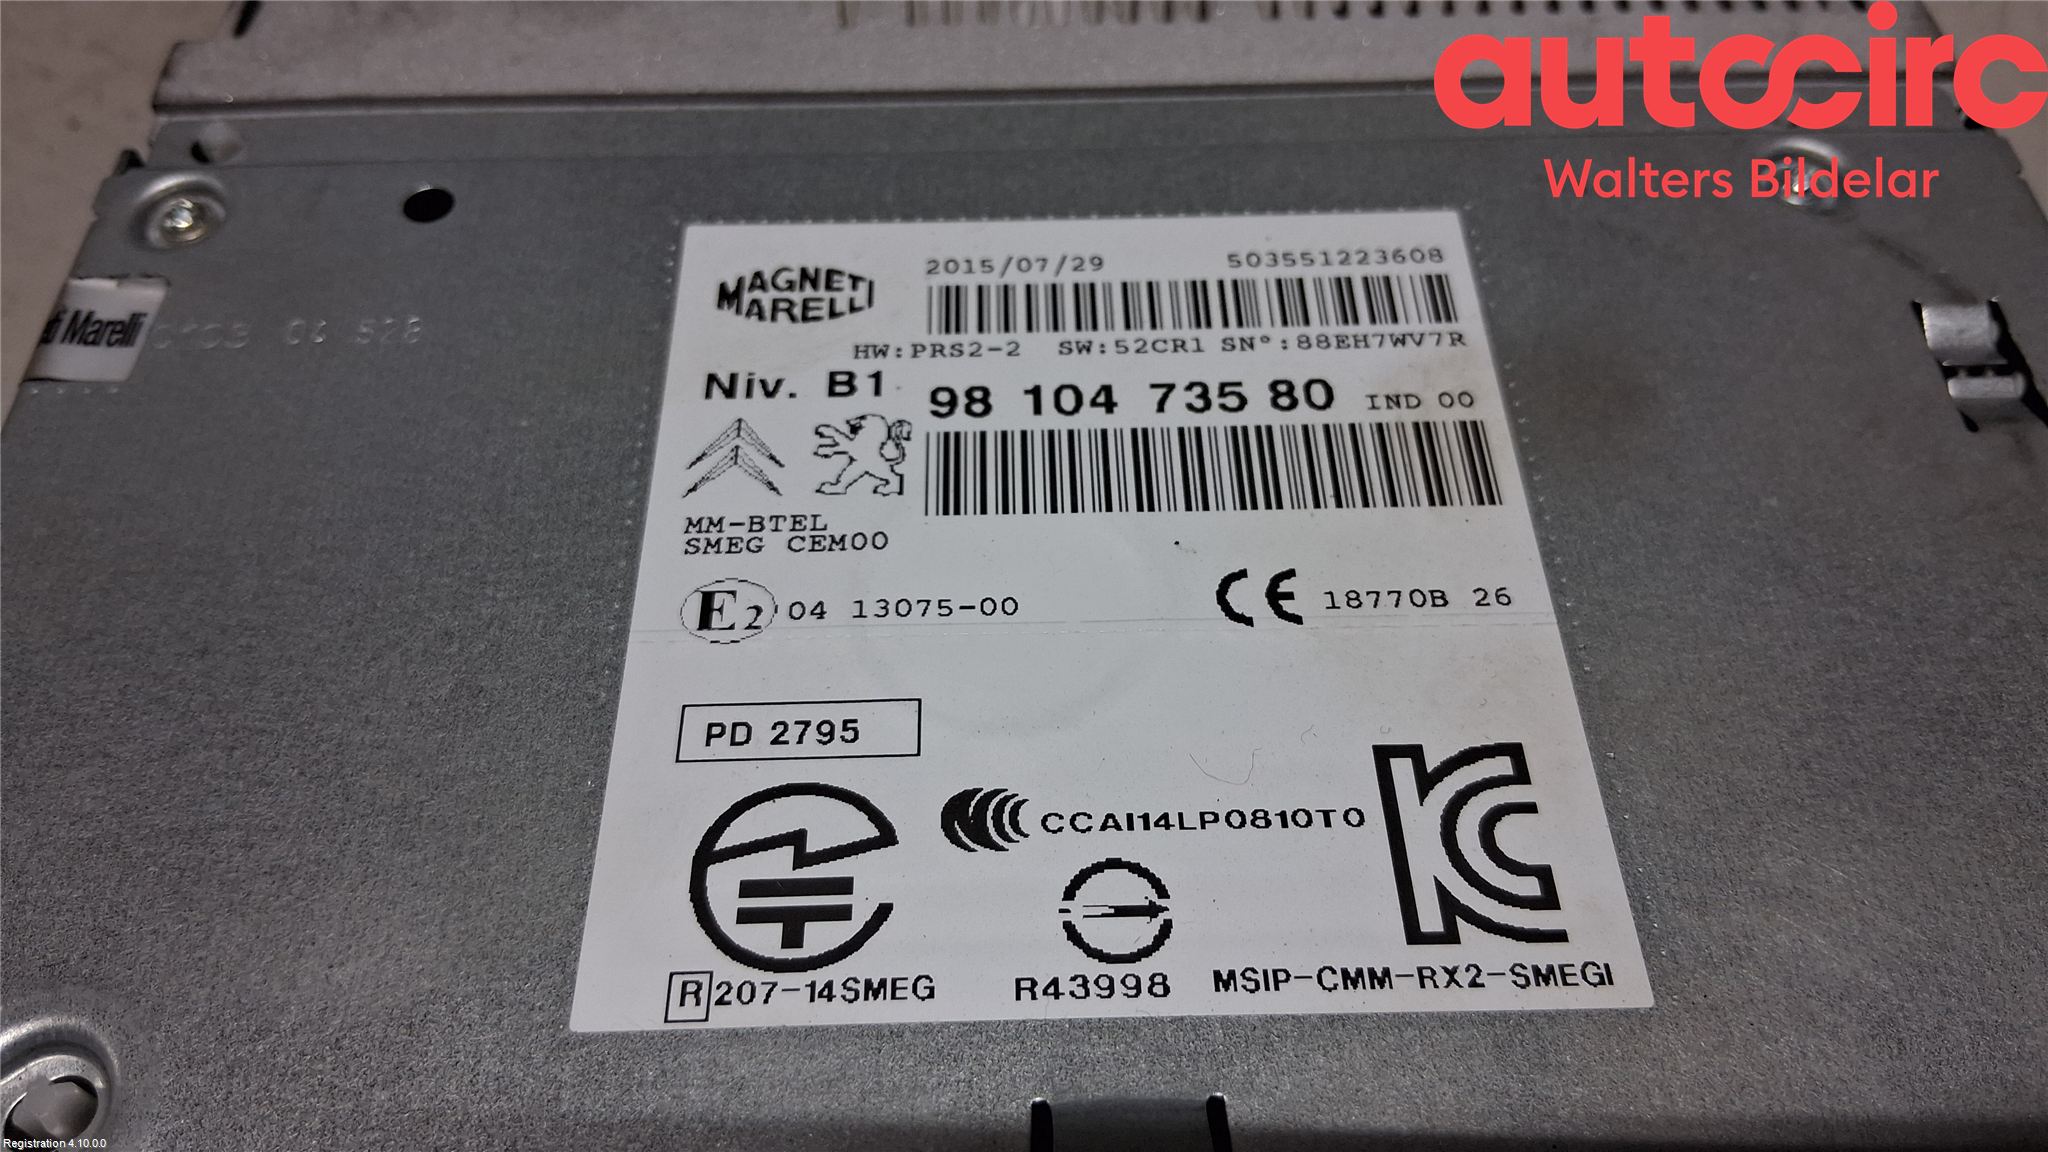 autocirc
Walters Bildelar
MAGNETI
MARELLI
2015/07/29 503551223608
HW:PRS2-2 SW:52CR1 SN°:88EH7WV7R
Niv. B1 98 104 735 80 IND 00
MM-BTEL
SMEG CEM00
E2 04 13075-00 CE 18770B 26
PD 2795
CCAI14LP0810T0
R 207-14SMEG R43998 MSIP-CMM-RX2-SMEGI
Marelli
Registration 4.10.0.0